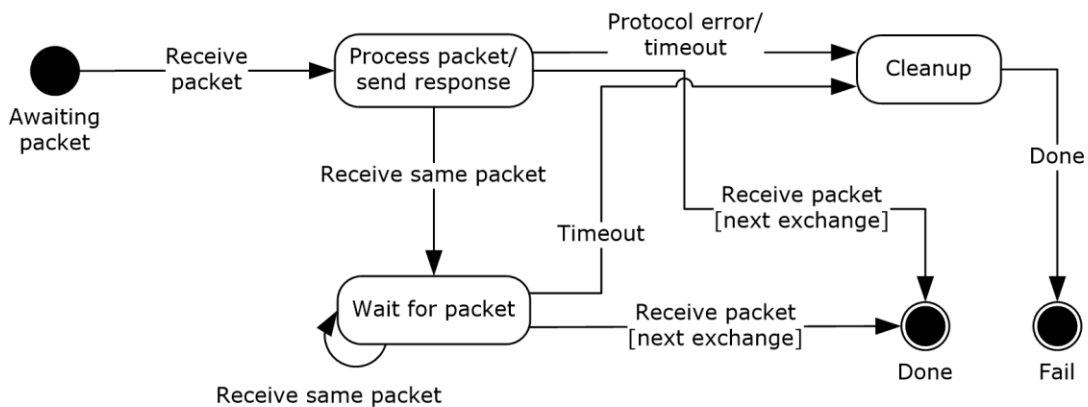 Protocol error/
timeout
Receive
packet
Process packet/
send response
Cleanup
Awaiting
packet
Done
Receive same packet
Receive packet
[next exchange]
Timeout
Wait for packet
Receive packet
[next exchange]
Done
Fail
Receive same packet